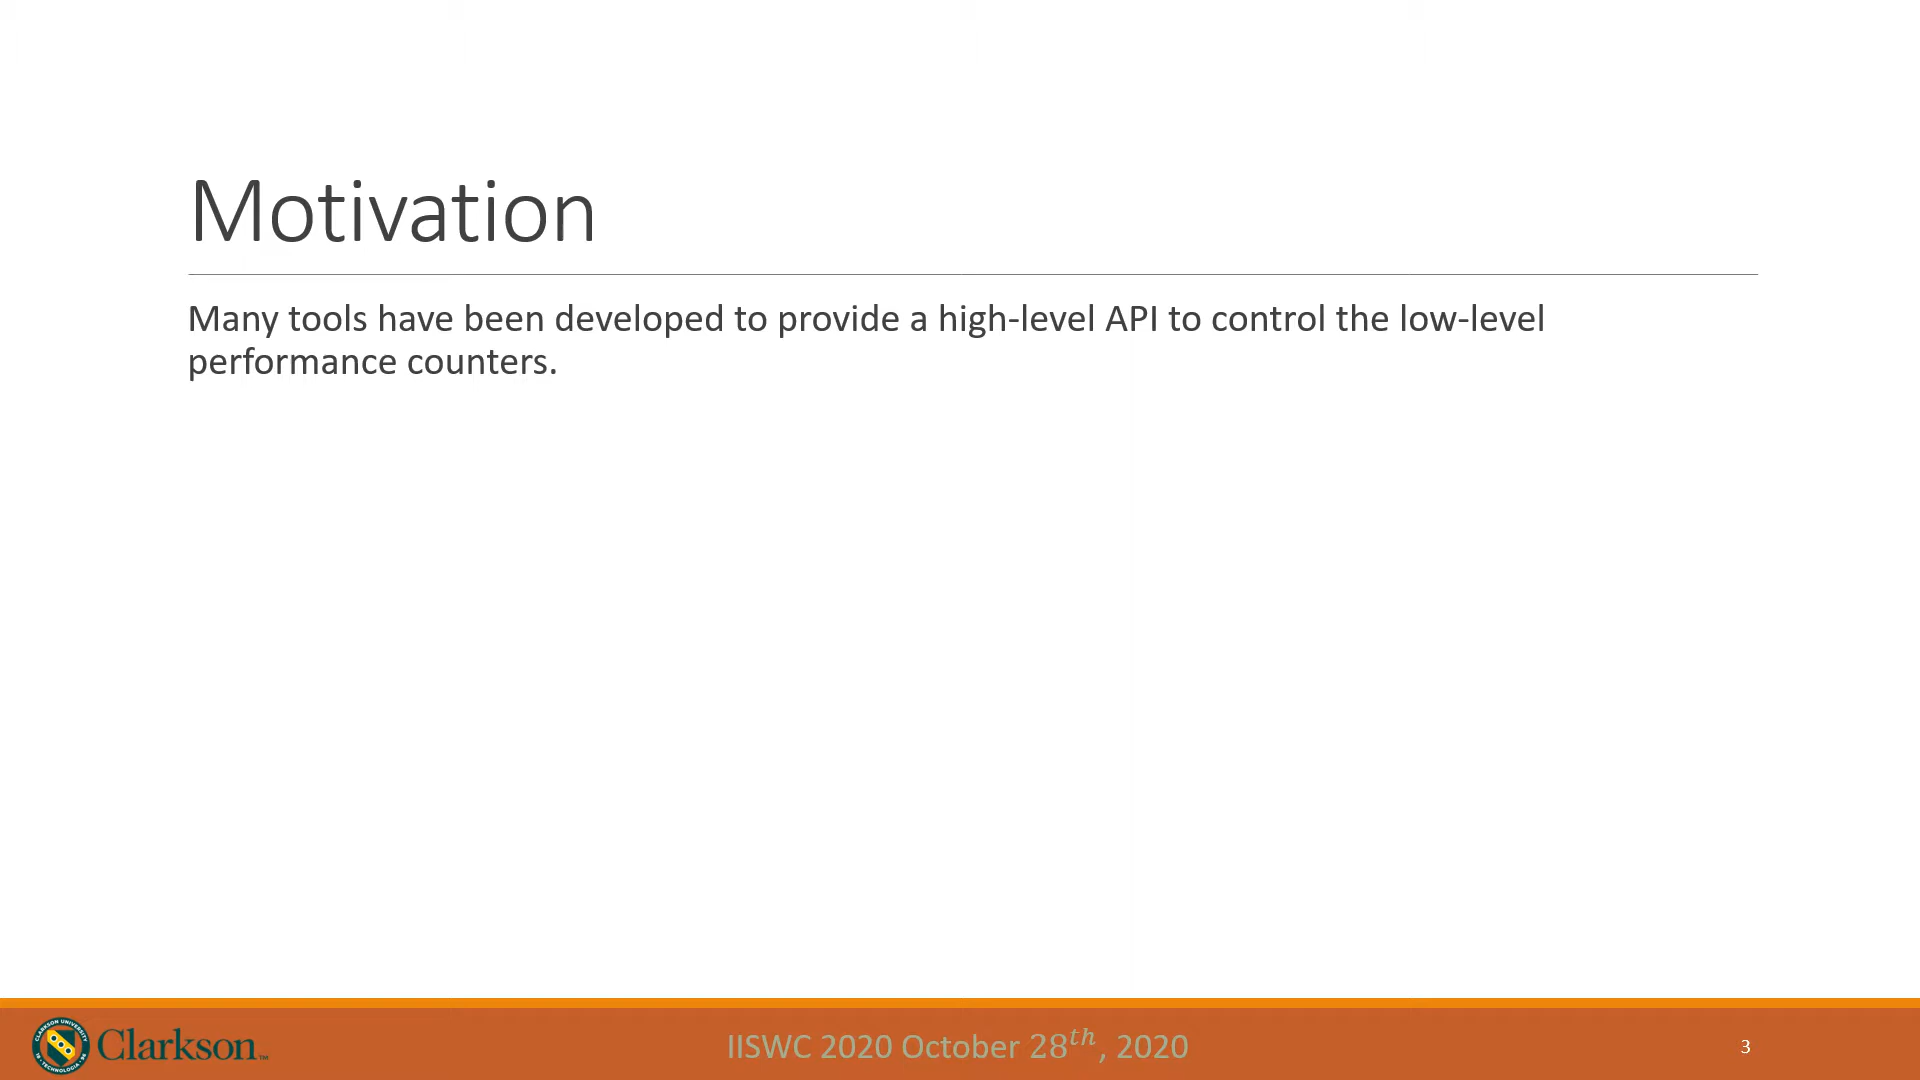 Motivation
Many tools have been developed to provide a high-level API to control the low-level
performance counters.
Clarkson™
IISWC 2020 October 28th, 2020
3